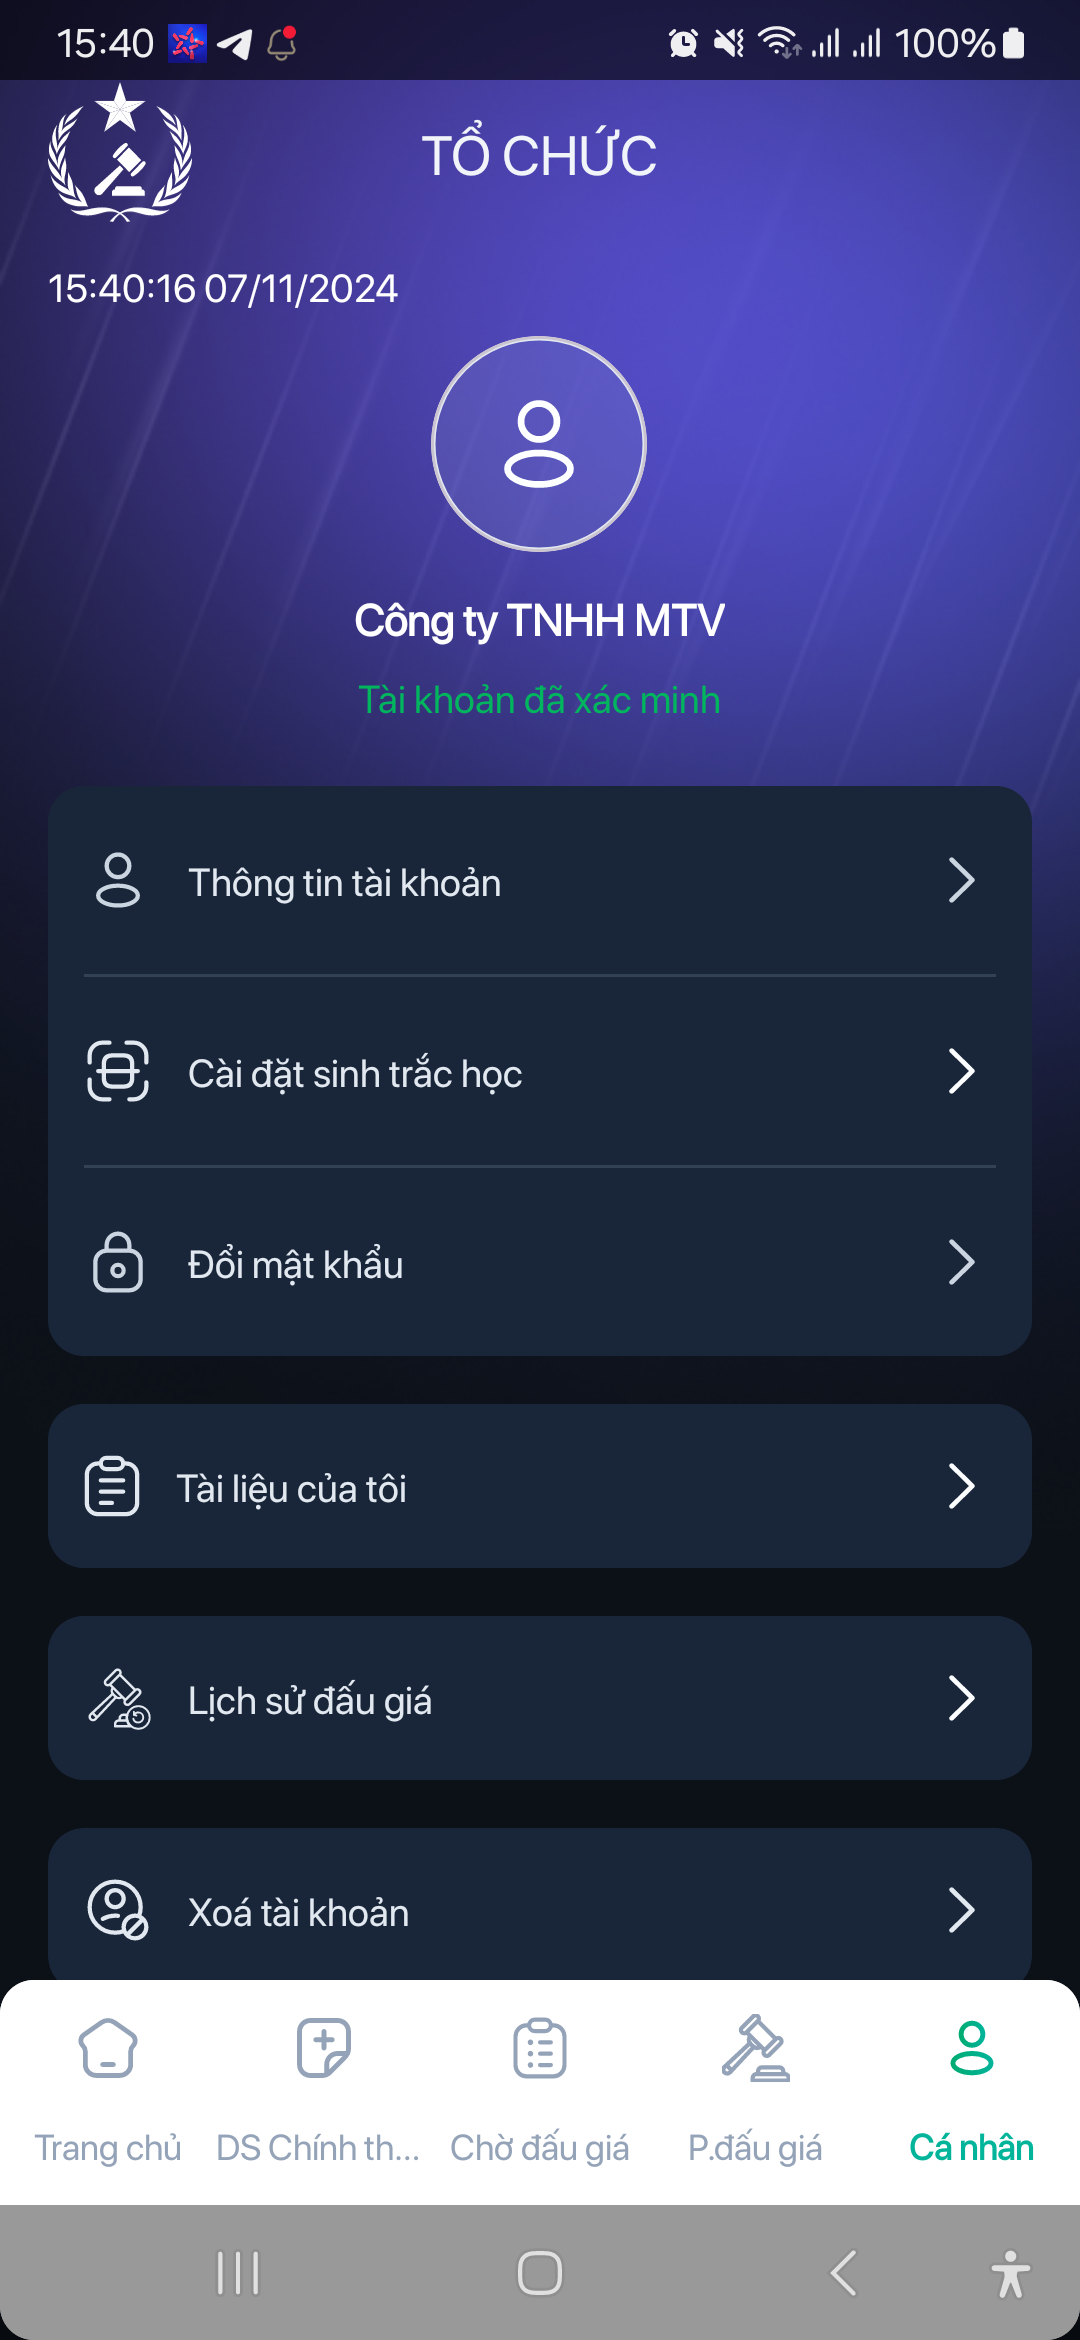 15:40
100%
TỔ CHỨC
15:40:16 07/11/2024
Công ty TNHH MTV
Tài khoản đã xác minh
Thông tin tài khoản
Cài đặt sinh trắc học
Đổi mật khẩu
Tài liệu của tôi
Lịch sử đấu giá
Xoá tài khoản
Trang chủ
DS Chính th...
Chờ đấu giá
P.đấu giá
Cá nhân